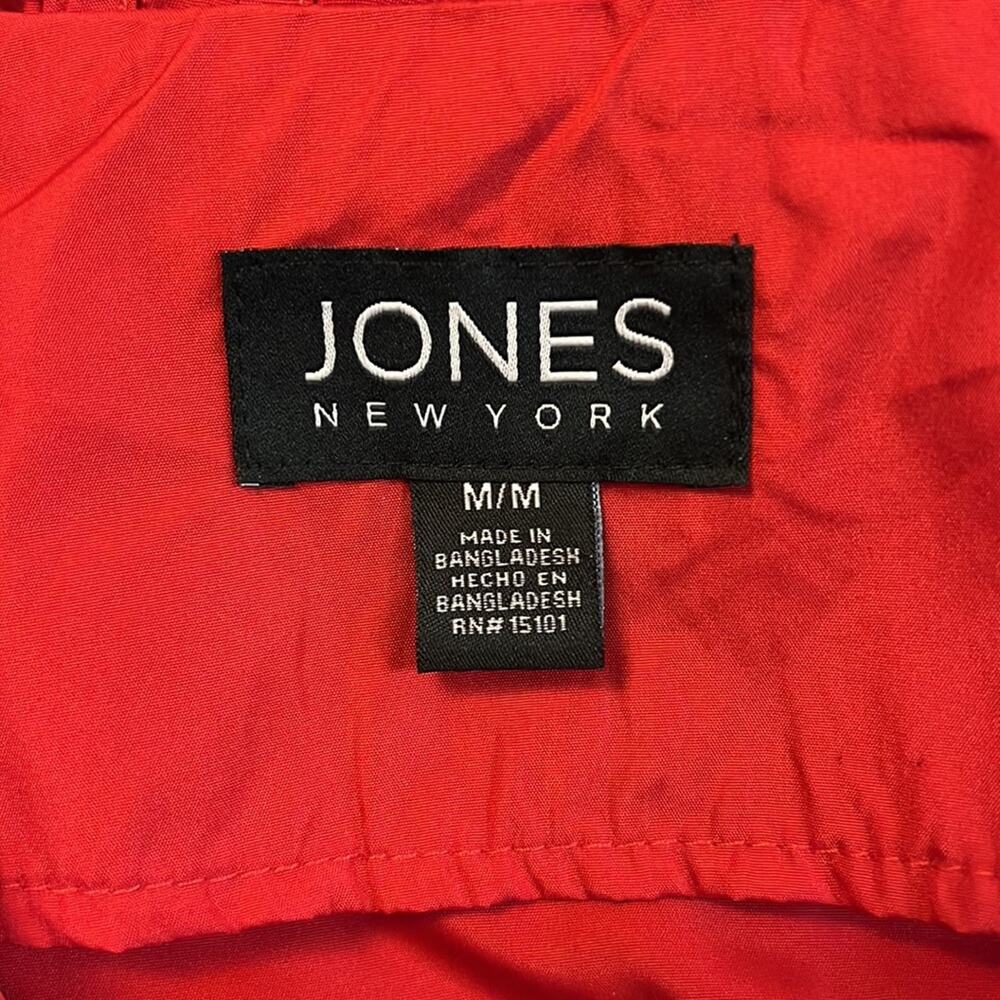 JONES
NEW YORK
M/M
MADE IN
BANGLADESH
HECHO EN
BANGLADESH
RN# 15101